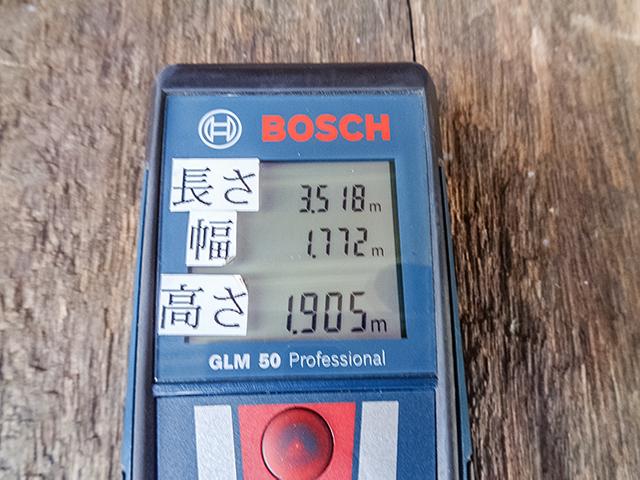 BOSCH
長さ 3.518m
幅 1.772m
高さ 1.905m
GLM 50 Professional